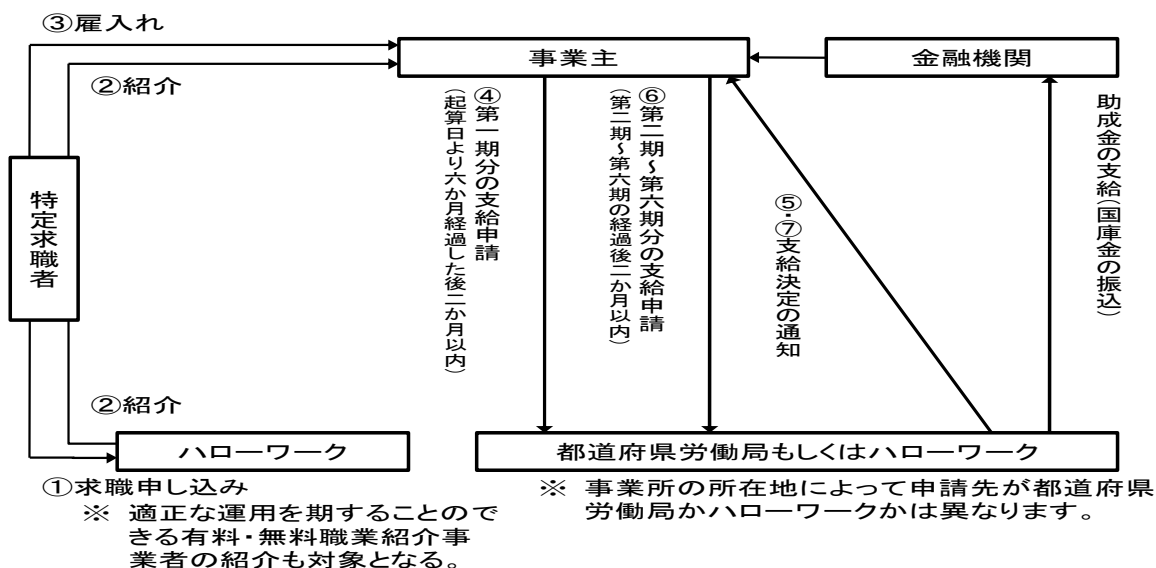 ③雇入れ
事業主
金融機関
②紹介
④第一期分の支給申請
(起算日より六か月経過した後二か月以内)
⑥第二期～第六期分の支給申請
(第二期～第六期の経過後二か月以内)
⑤・⑦支給決定の通知
助成金の支給(国庫金の振込)
特定求職者
②紹介
ハローワーク
都道府県労働局もしくはハローワーク
①求職申し込み
※ 適正な運用を期することので
きる有料・無料職業紹介事
業者の紹介も対象となる。
※ 事業所の所在地によって申請先が都道府県
労働局かハローワークかは異なります。